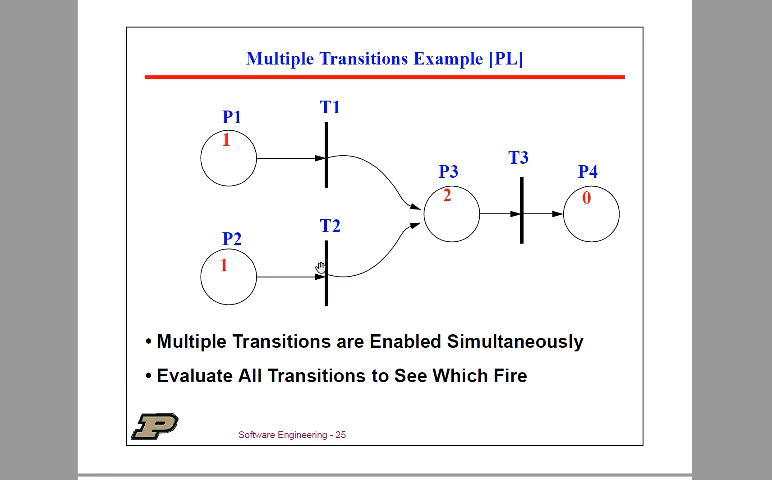 Multiple Transitions Example [PL]
T1
P1
1
T3
P3
P4
2
0
T2
P2
1
• Multiple Transitions are Enabled Simultaneously
• Evaluate All Transitions to See Which Fire
P
Software Engineering - 25